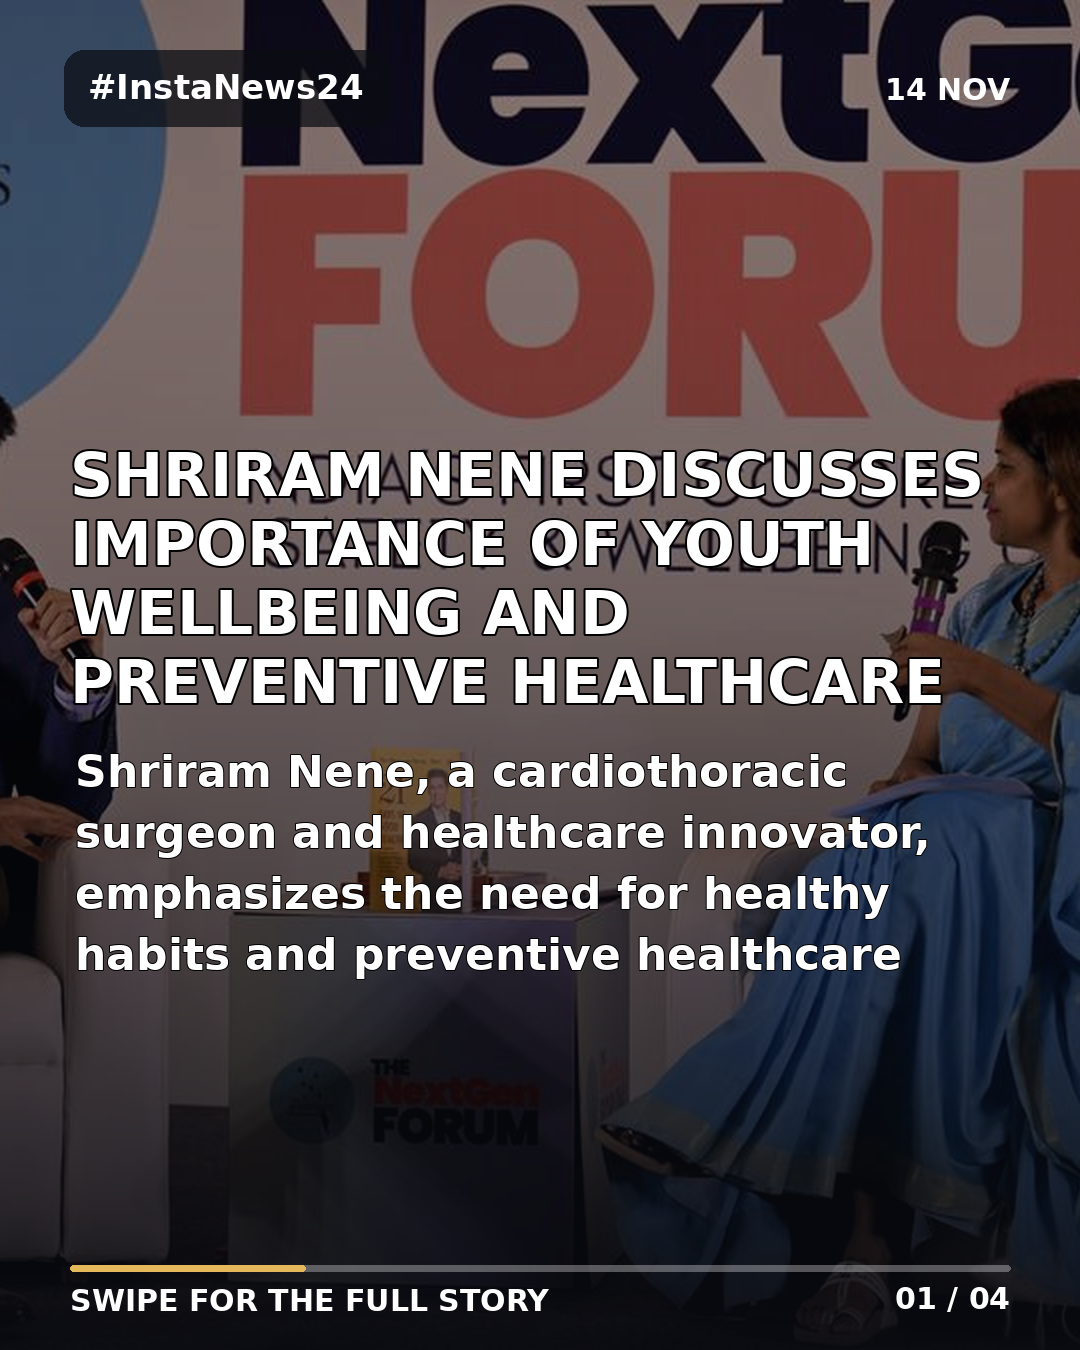 #InstaNews24
14 NOV
NextG
FORU
S
SHRIRAM NENE DISCUSSES
IMPORTANCE OF YOUTH
WELLBEING AND
PREVENTIVE HEALTHCARE
Shriram Nene, a cardiothoracic
surgeon and healthcare innovator,
emphasizes the need for healthy
habits and preventive healthcare
21
THE
NextGen
FORUM
SWIPE FOR THE FULL STORY
01 / 04